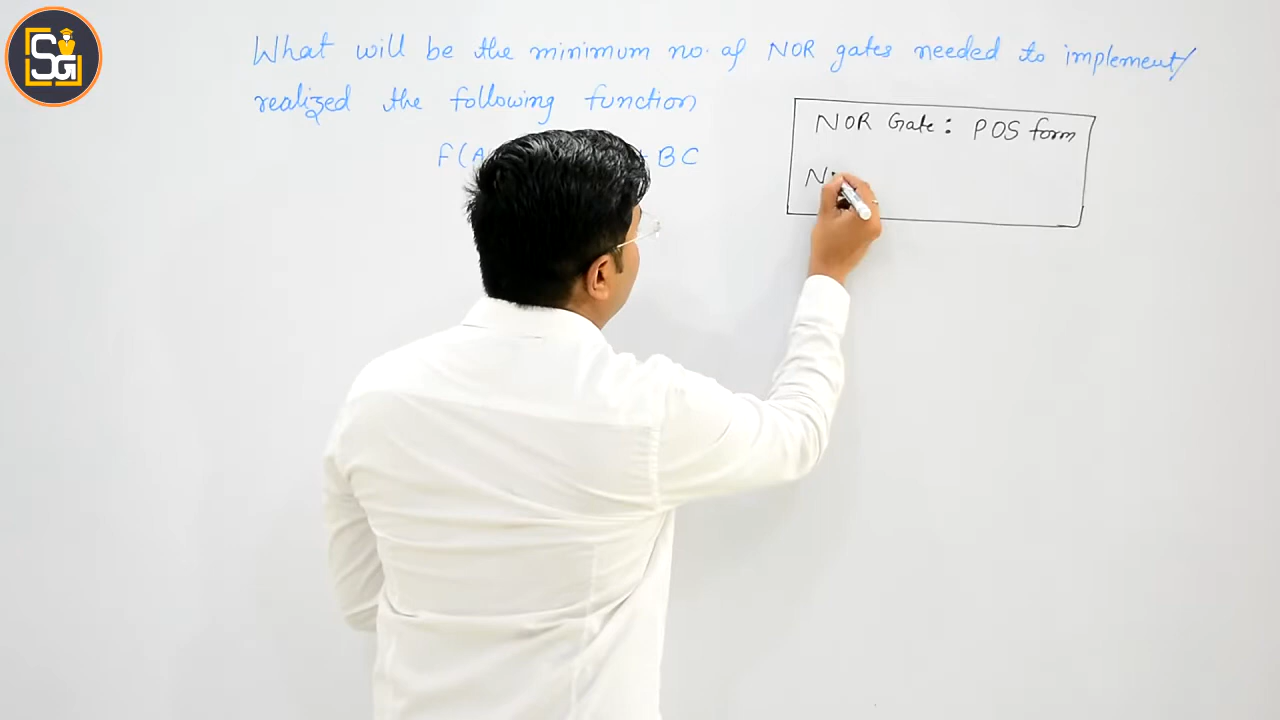 SG
What will be the minimum no. of NOR gates needed to implement/
realized the following function
F(A + BC
NOR Gate: POS form
N